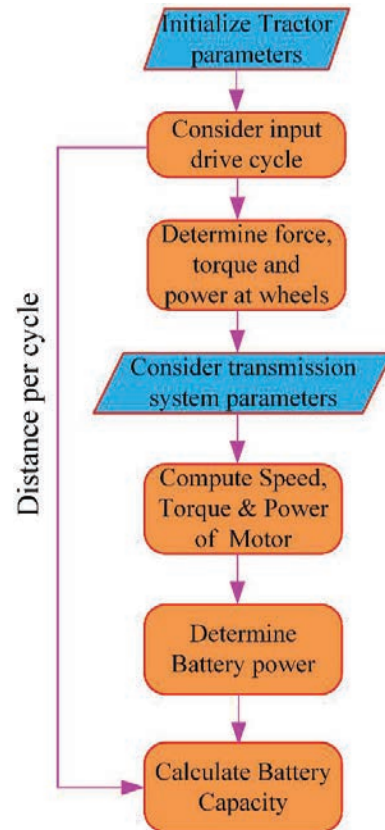 Initialize Tractor
parameters
Consider input
drive cycle
Determine force,
torque and
power at wheels
Consider transmission
system parameters
Compute Speed,
Torque & Power
of Motor
Determine
Battery power
Calculate Battery
Capacity
Distance per cycle